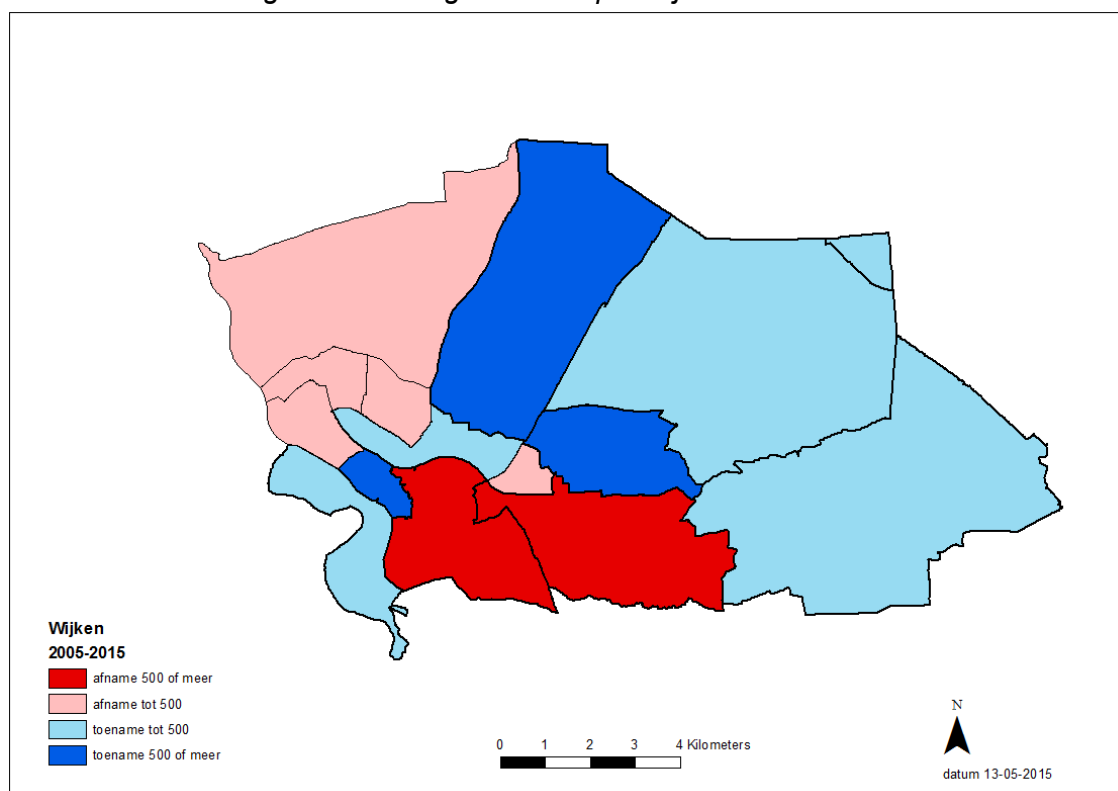 Wijken
2005-2015
afname 500 of meer
afname tot 500
toename tot 500
toename 500 of meer
0 1 2 3 4 Kilometers
N
datum 13-05-2015